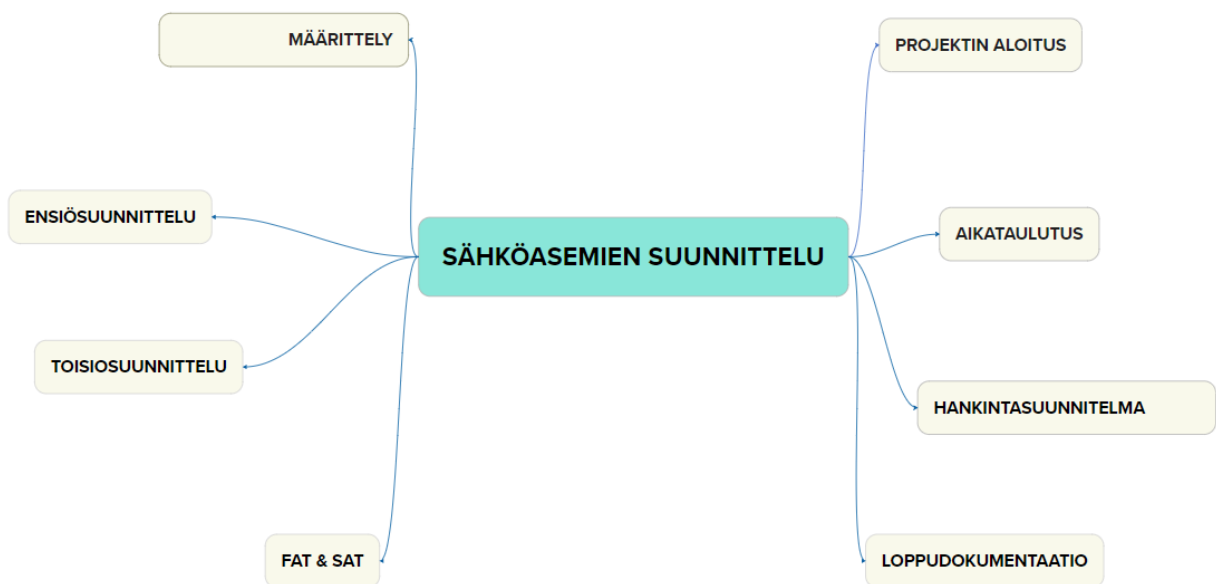 MÄÄRITTELY
PROJEKTIN ALOITUS
ENSIÖSUUNNITTELU
AIKATAULUTUS
SÄHKÖASEMIEN SUUNNITTELU
TOISIOSUUNNITTELU
HANKINTASUUNNITELMA
FAT & SAT
LOPPUDOKUMENTAATIO